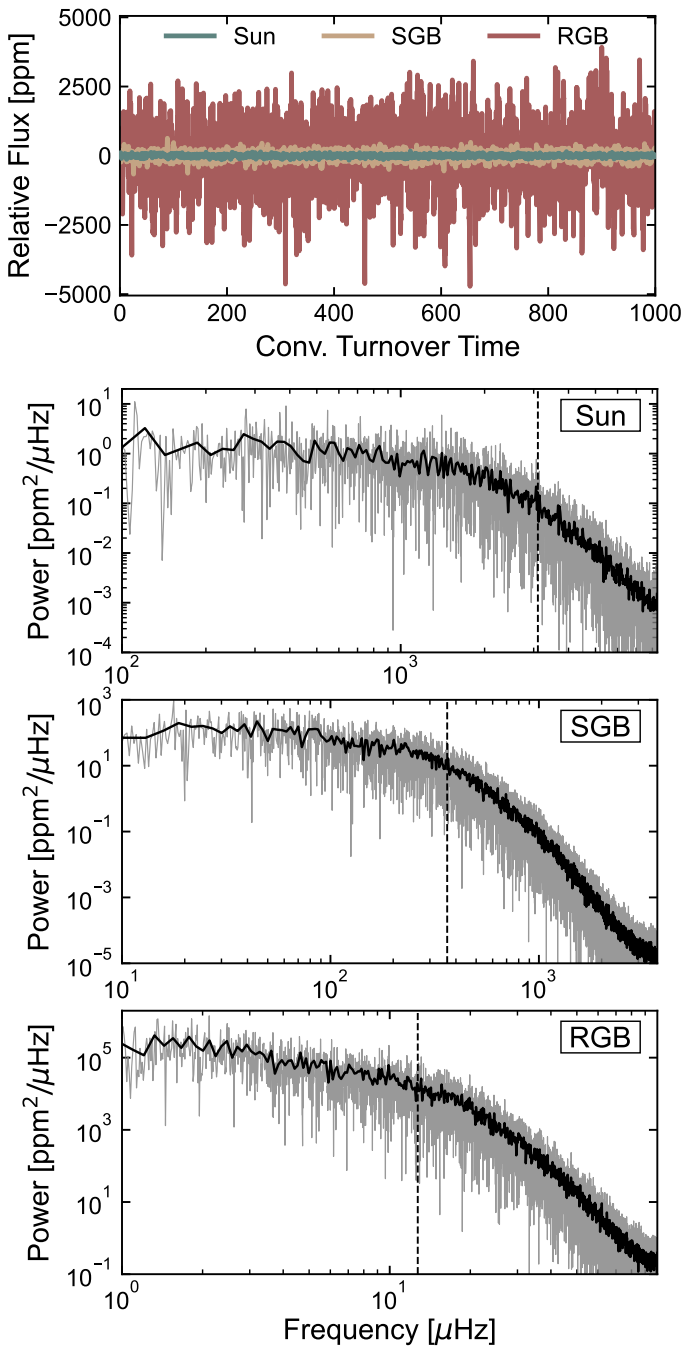 Sun SGB RGB
Relative Flux [ppm]
5000
2500
0
−2500
−5000
0 200 400 600 800 1000
Conv. Turnover Time
Sun
Power [ppm²/μHz]
10¹
10⁰
10⁻¹
10⁻²
10⁻³
10⁻⁴
10² 10³
SGB
Power [ppm²/μHz]
10³
10¹
10⁻¹
10⁻³
10⁻⁵
10¹ 10² 10³
RGB
Power [ppm²/μHz]
10⁵
10³
10¹
10⁻¹
10⁰ 10¹
Frequency [μHz]